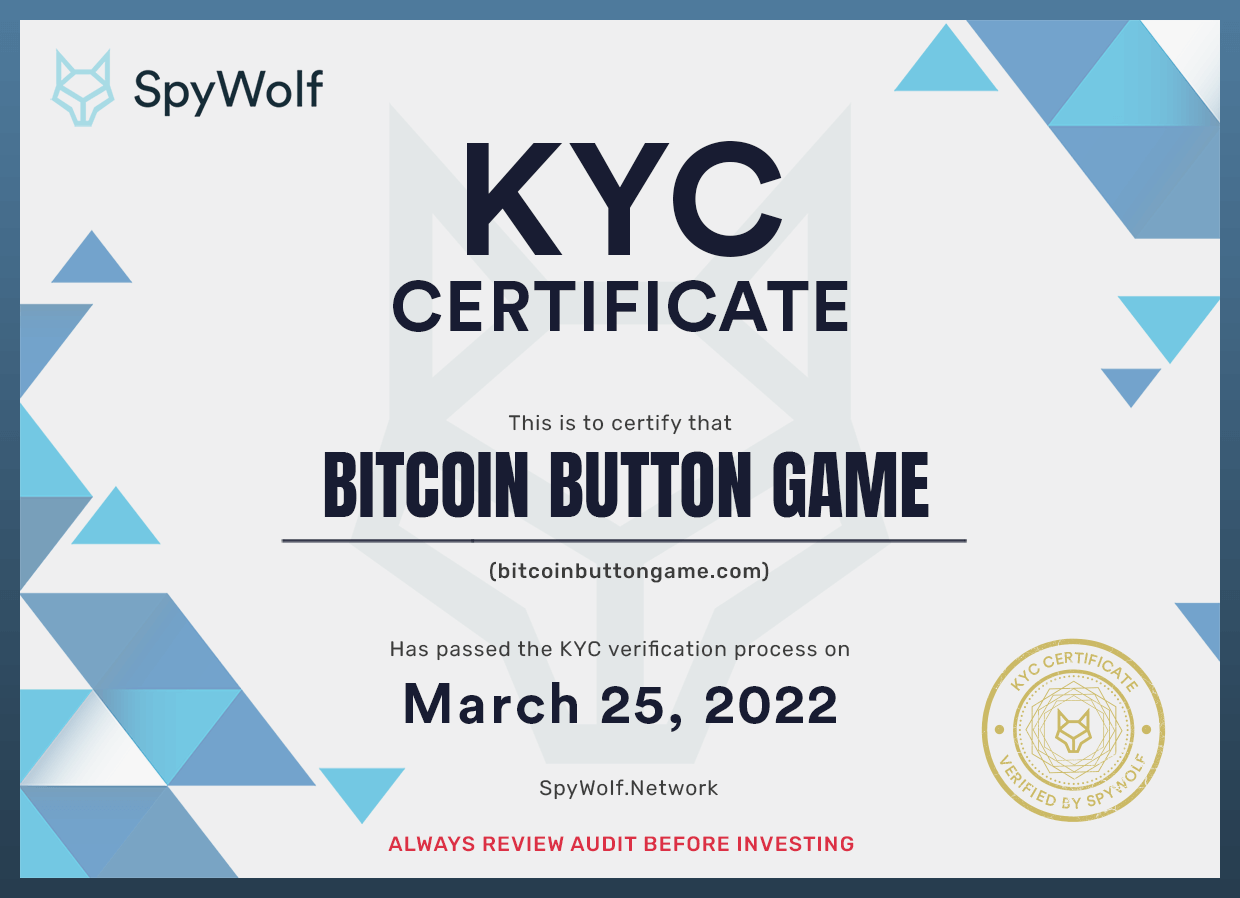 SpyWolf
KYC
CERTIFICATE
This is to certify that
BITCOIN BUTTON GAME
(bitcoinbuttongame.com)
Has passed the KYC verification process on
March 25, 2022
KYC CERTIFICATE
VERIFIED BY SPYWOLF
SpyWolf.Network
ALWAYS REVIEW AUDIT BEFORE INVESTING